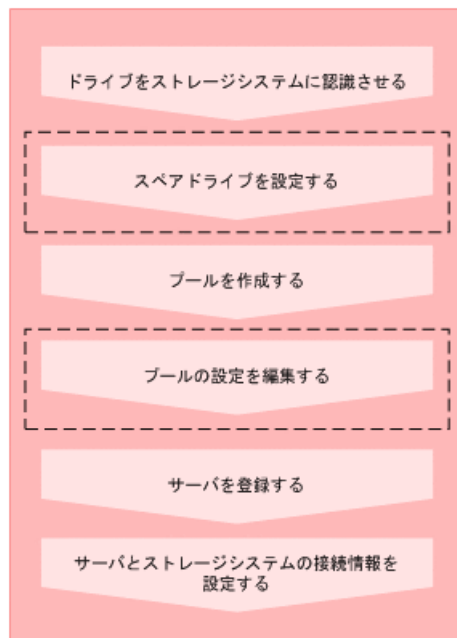 ドライブをストレージシステムに認識させる
スペアドライブを設定する
プールを作成する
プールの設定を編集する
サーバを登録する
サーバとストレージシステムの接続情報を
設定する